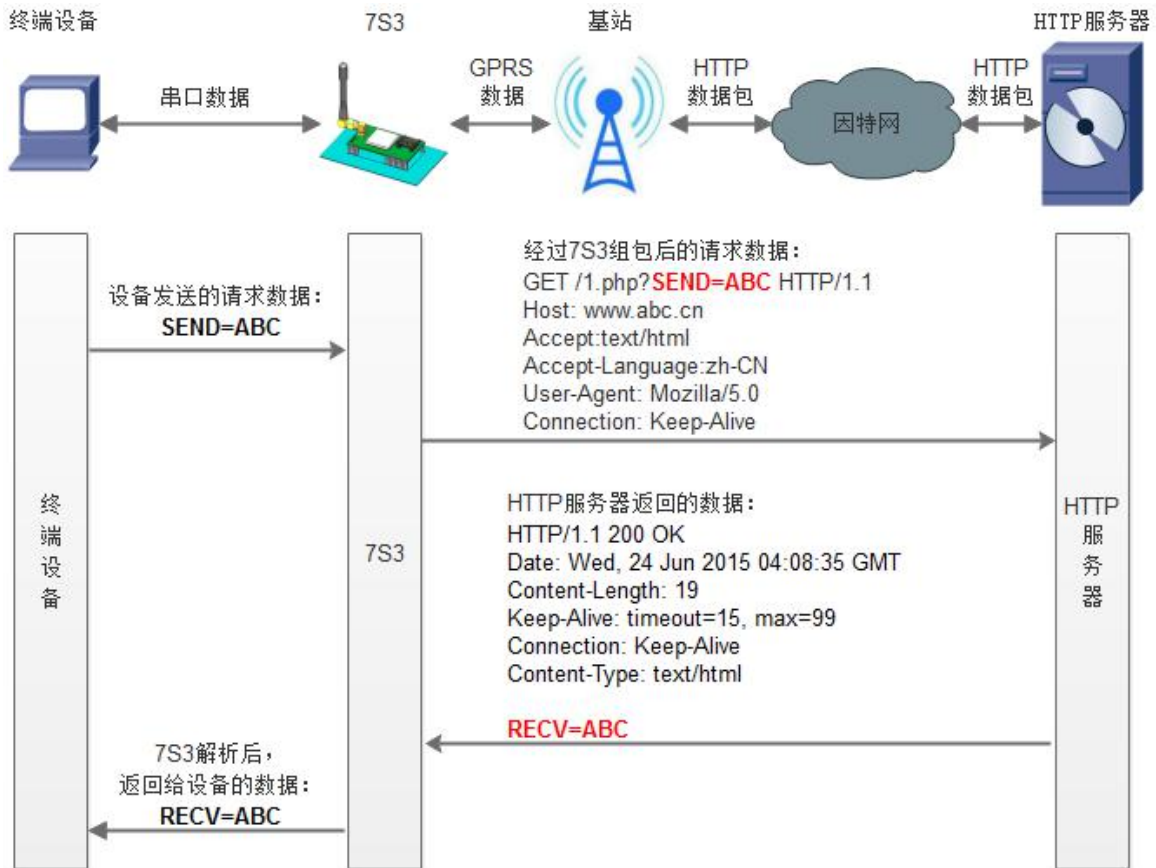 终端设备
7S3
基站
HTTP服务器
串口数据
GPRS
数据
HTTP
数据包
因特网
HTTP
数据包
设备发送的请求数据：
SEND=ABC
经过7S3组包后的请求数据：
GET /1.php?SEND=ABC HTTP/1.1
Host: www.abc.cn
Accept:text/html
Accept-Language:zh-CN
User-Agent: Mozilla/5.0
Connection: Keep-Alive
终
端
设
备
7S3
HTTP
服
务
器
HTTP服务器返回的数据：
HTTP/1.1 200 OK
Date: Wed, 24 Jun 2015 04:08:35 GMT
Content-Length: 19
Keep-Alive: timeout=15, max=99
Connection: Keep-Alive
Content-Type: text/html
RECV=ABC
7S3解析后，
返回给设备的数据：
RECV=ABC